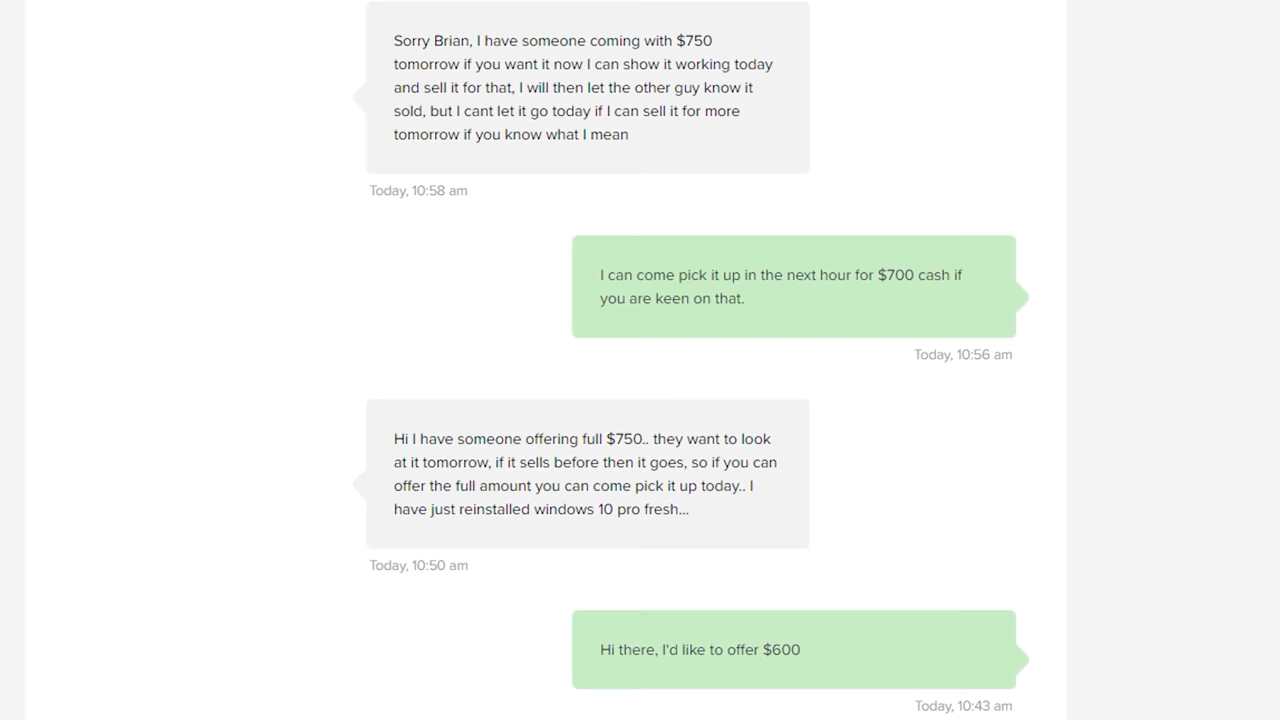 Sorry Brian, I have someone coming with $750
tomorrow if you want it now I can show it working today
and sell it for that, I will then let the other guy know it
sold, but I cant let it go today if I can sell it for more
tomorrow if you know what I mean
Today, 10:58 am
I can come pick it up in the next hour for $700 cash if
you are keen on that.
Today, 10:56 am
Hi I have someone offering full $750.. they want to look
at it tomorrow, if it sells before then it goes, so if you can
offer the full amount you can come pick it up today.. I
have just reinstalled windows 10 pro fresh...
Today, 10:50 am
Hi there, I'd like to offer $600
Today, 10:43 am